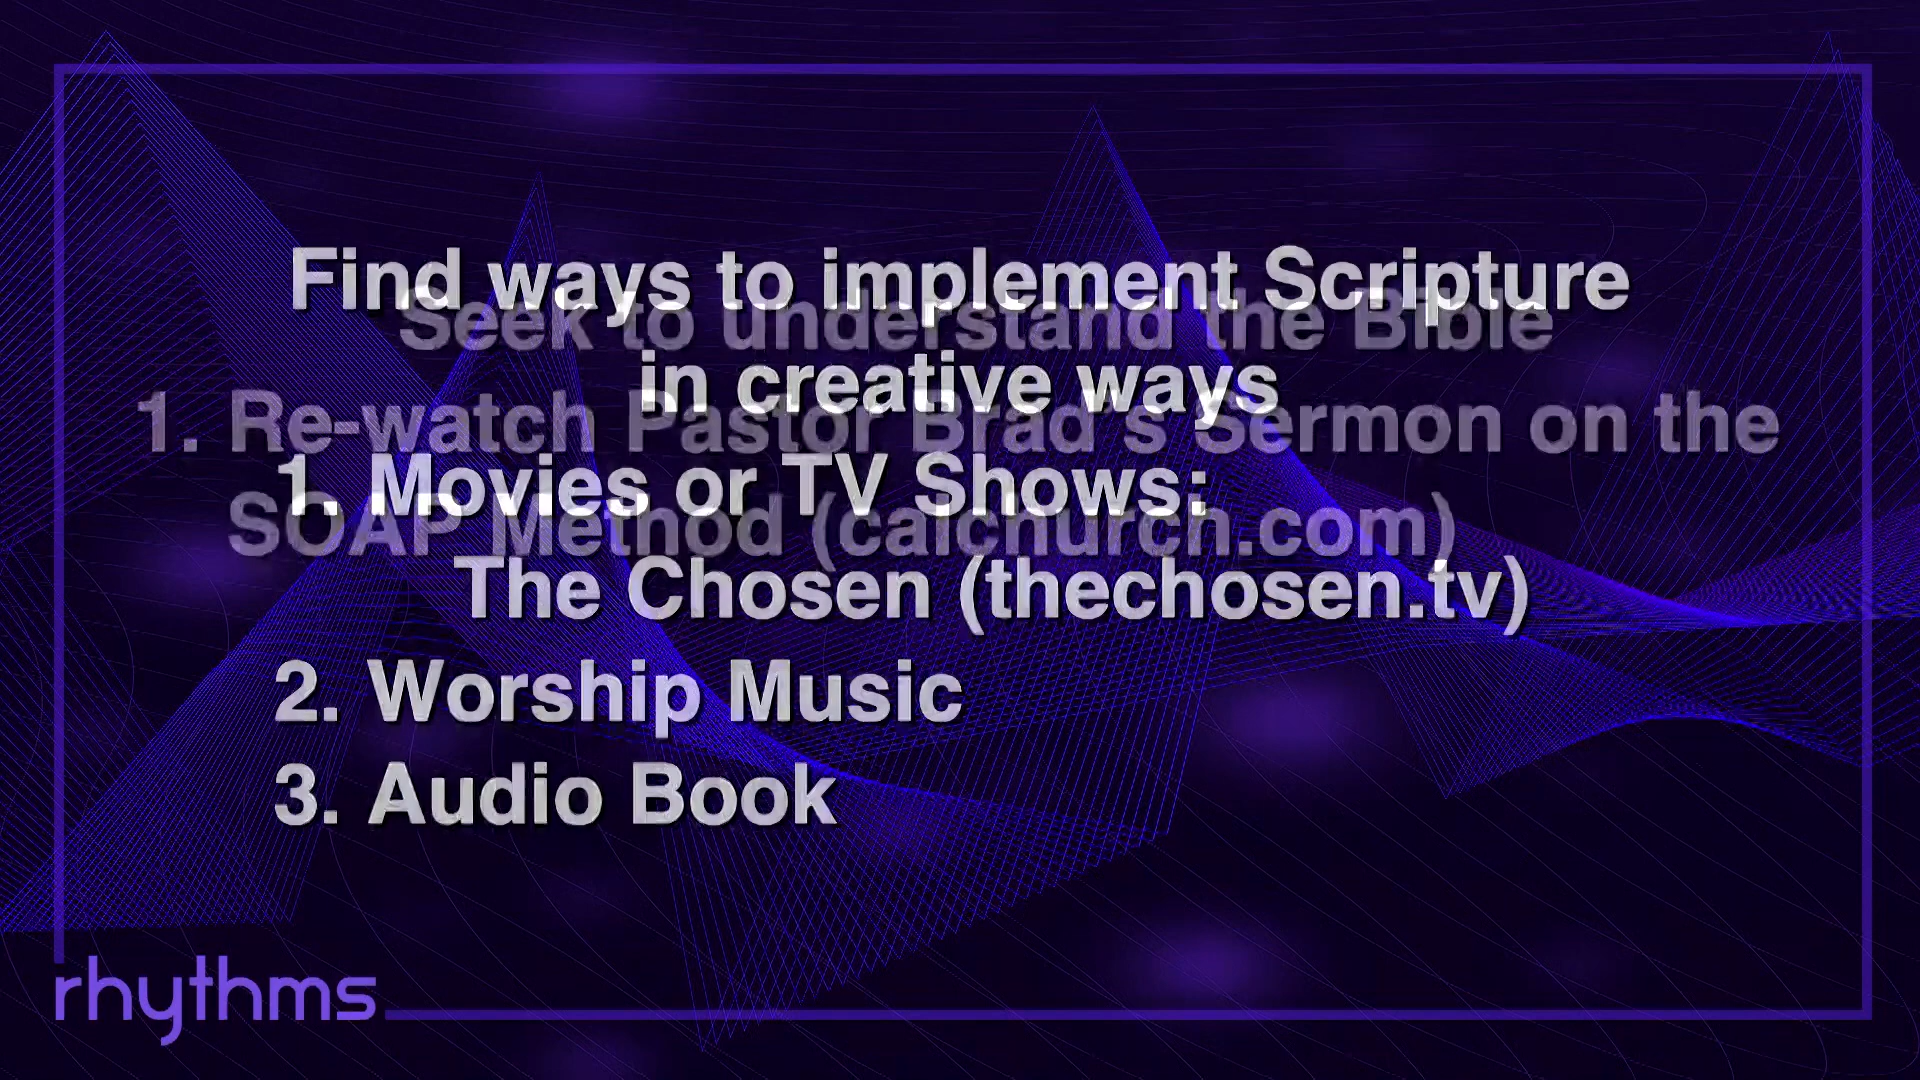 Find ways to implement Scripture
in creative ways
1. Movies or TV Shows:
The Chosen (thechosen.tv)
2. Worship Music
3. Audio Book
Seek to understand the Bible
1. Re-watch Pastor Brad's Sermon on the
SOAP Method (calchurch.com)
rhythms